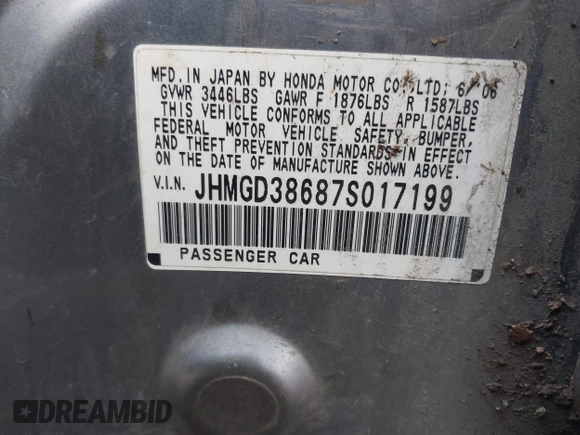 MFD. IN JAPAN BY HONDA MOTOR CO., LTD; 6/'06
GVWR 3446LBS GAWR F 1876LBS R 1587LBS
THIS VEHICLE CONFORMS TO ALL APPLICABLE
FEDERAL MOTOR VEHICLE SAFETY, BUMPER,
AND THEFT PREVENTION STANDARDS IN EFFECT
ON THE DATE OF MANUFACTURE SHOWN ABOVE.
V.I.N. JHMGD38687S017199
PASSENGER CAR
DREAMBID